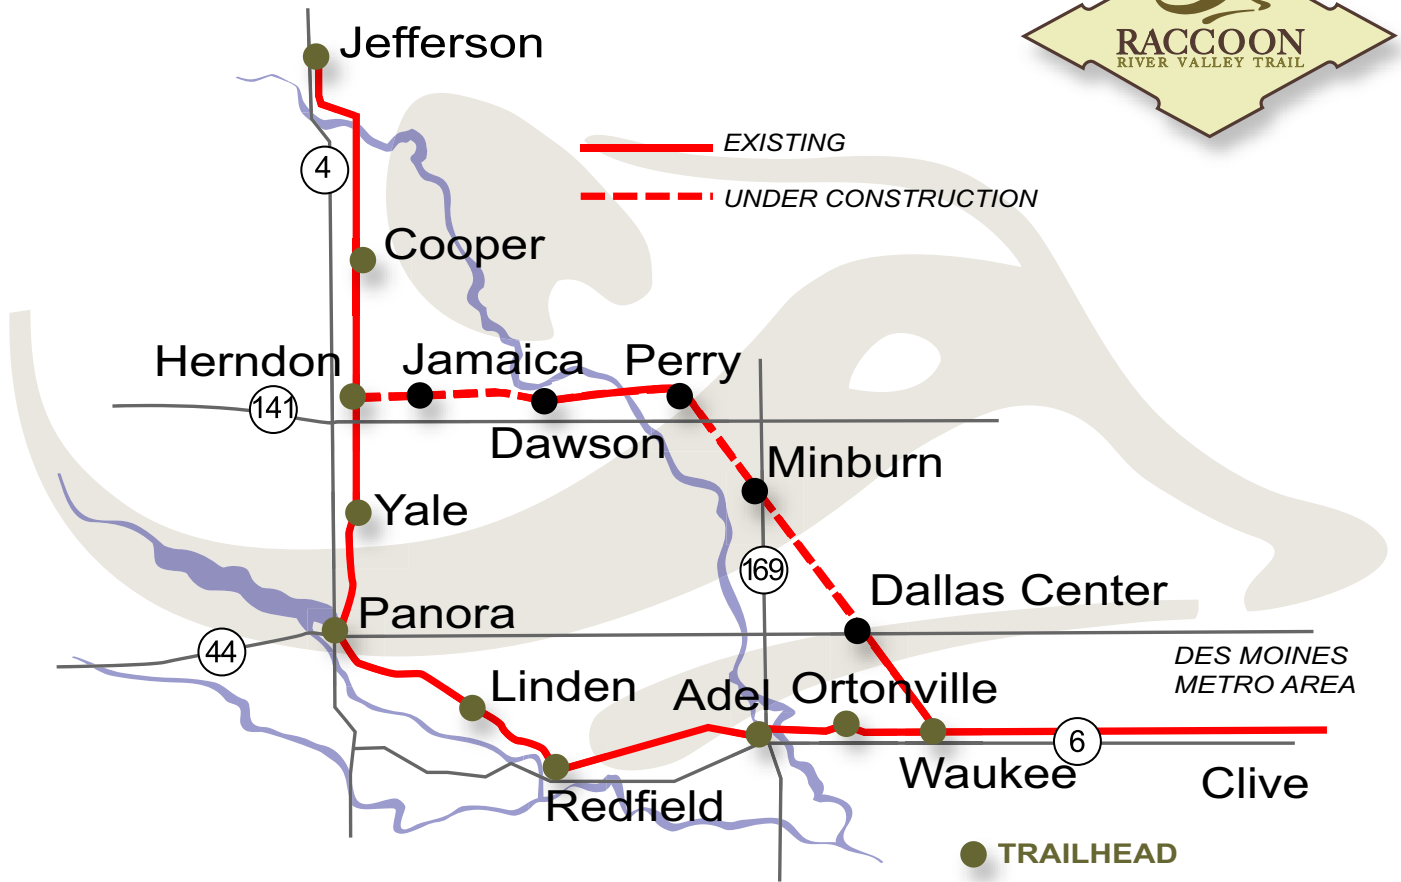 Jefferson
RACCOON
RIVER VALLEY TRAIL
EXISTING
4
UNDER CONSTRUCTION
Cooper
Herndon
Jamaica
Perry
141
Dawson
Minburn
Yale
169
Dallas Center
Panora
44
DES MOINES
METRO AREA
Linden
Adel
Ortonville
6
Waukee
Clive
Redfield
TRAILHEAD